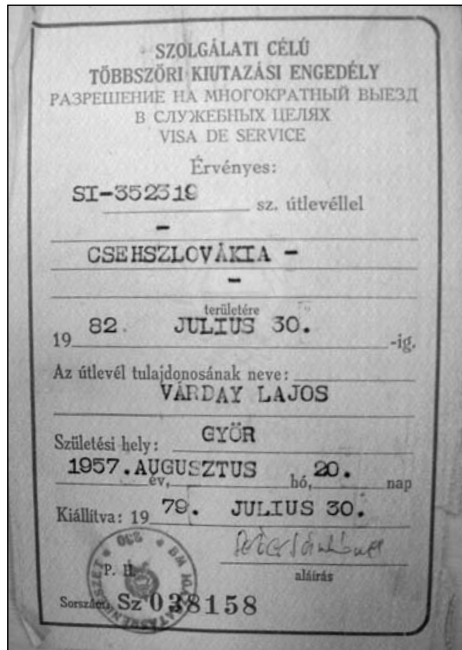 SZOLGÁLATI CÉLÚ
TÖBBSZÖRI KIUTAZÁSI ENGEDÉLY
РАЗРЕШЕНИЕ НА МНОГОКРАТНЫЙ ВЫЕЗД
В СЛУЖЕБНЫХ ЦЕЛЯХ
VISA DE SERVICE
Érvényes:
SI-352319 sz. útlevéllel
-
CSEHSZLOVÁKIA -
-
területére
19 82. JULIUS 30. -ig.
Az útlevél tulajdonosának neve:
VÁRDAY LAJOS
Születési hely: GYŐR
1957. AUGUSZTUS 20.
év, hó, nap
Kiállítva: 19 79. JULIUS 30.
aláírás
P. H.
Sorszám: Sz 038158